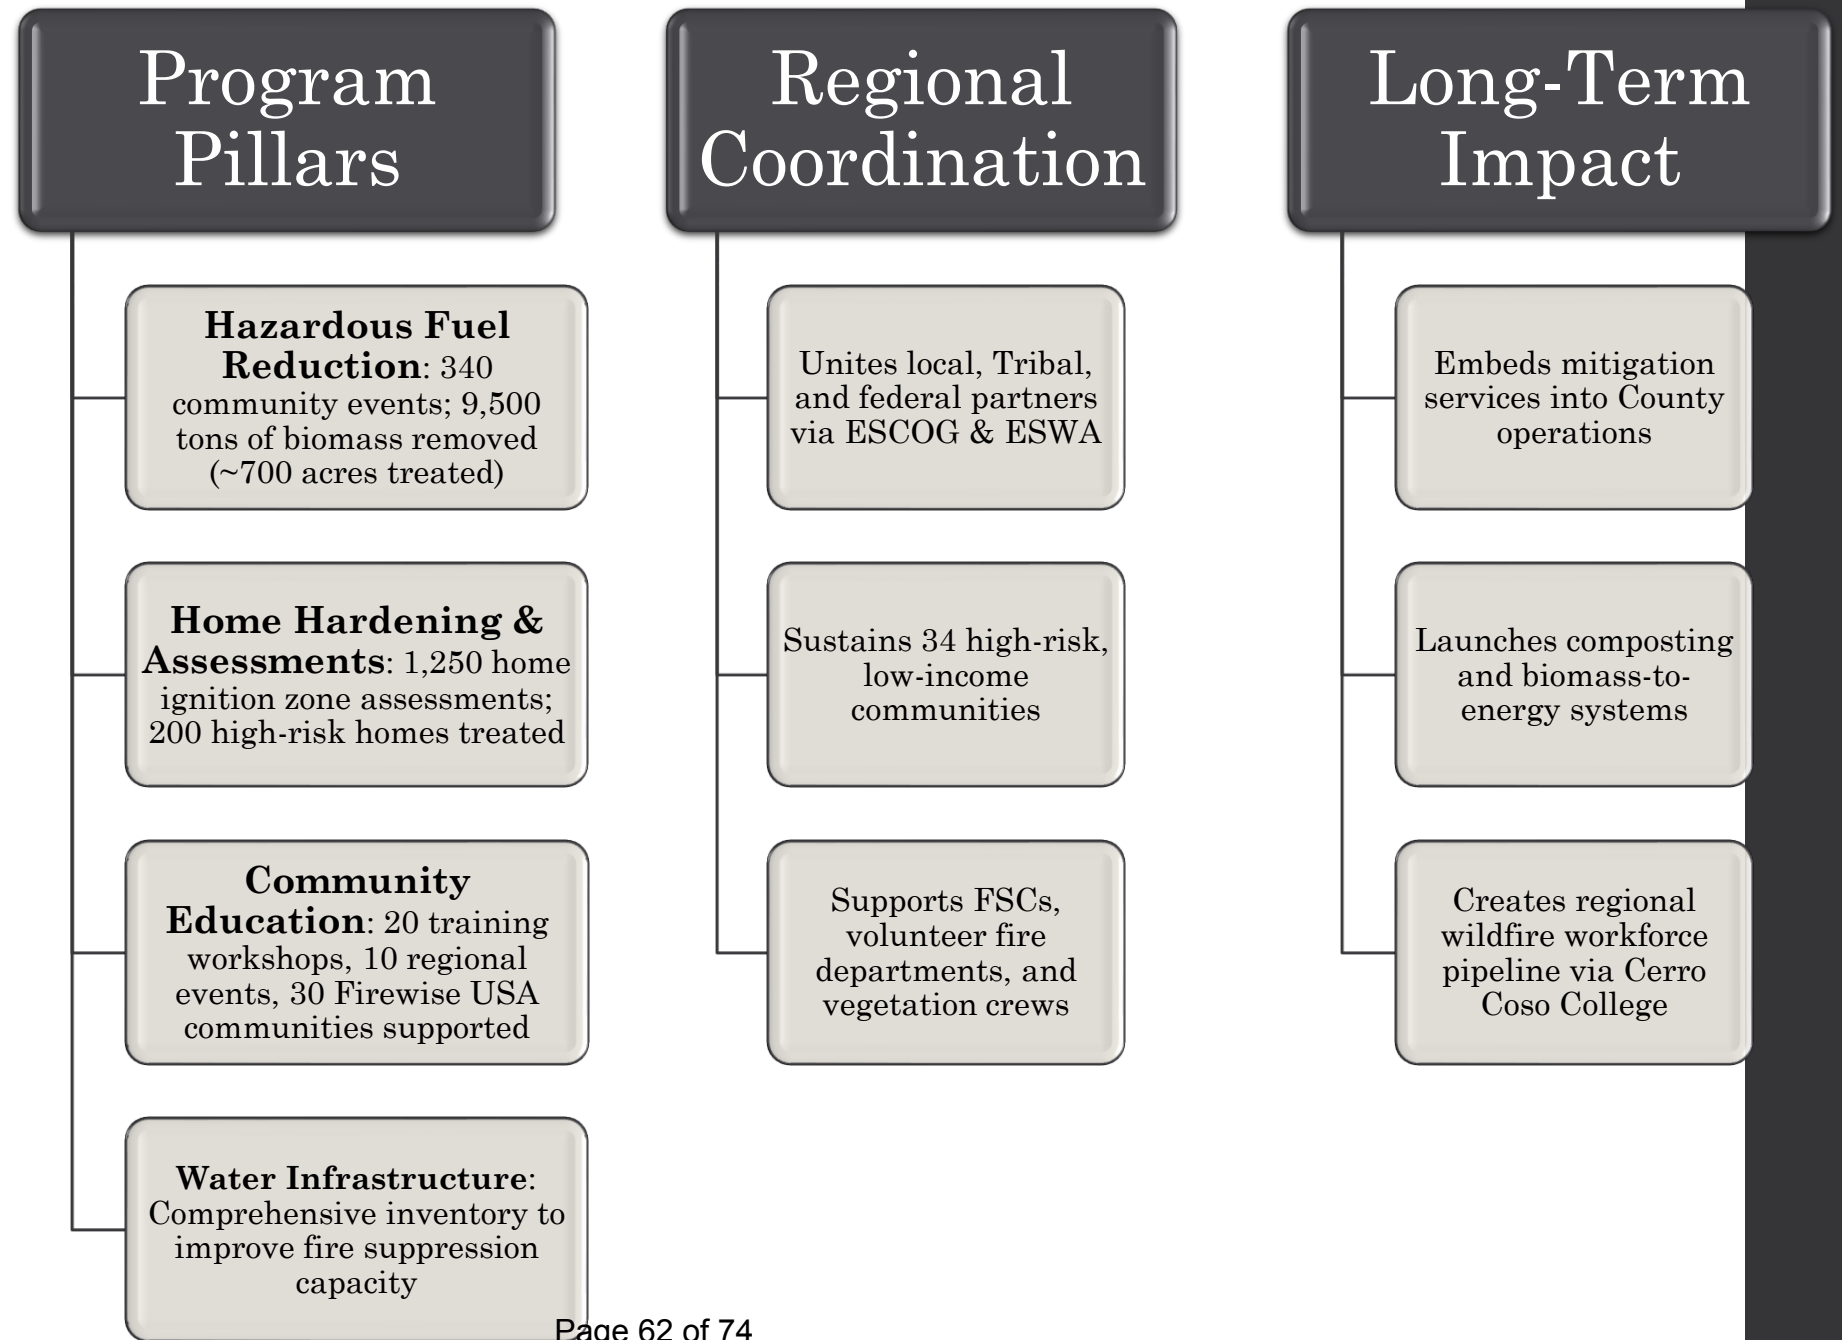 Program
Pillars
Hazardous Fuel
Reduction: 340
community events; 9,500
tons of biomass removed
(~700 acres treated)
Home Hardening &
Assessments: 1,250 home
ignition zone assessments;
200 high-risk homes treated
Community
Education: 20 training
workshops, 10 regional
events, 30 Firewise USA
communities supported
Water Infrastructure:
Comprehensive inventory to
improve fire suppression
capacity
Regional
Coordination
Unites local, Tribal,
and federal partners
via ESCOG & ESWA
Sustains 34 high-risk,
low-income
communities
Supports FSCs,
volunteer fire
departments, and
vegetation crews
Long-Term
Impact
Embeds mitigation
services into County
operations
Launches composting
and biomass-to-
energy systems
Creates regional
wildfire workforce
pipeline via Cerro
Coso College
Page 62 of 74